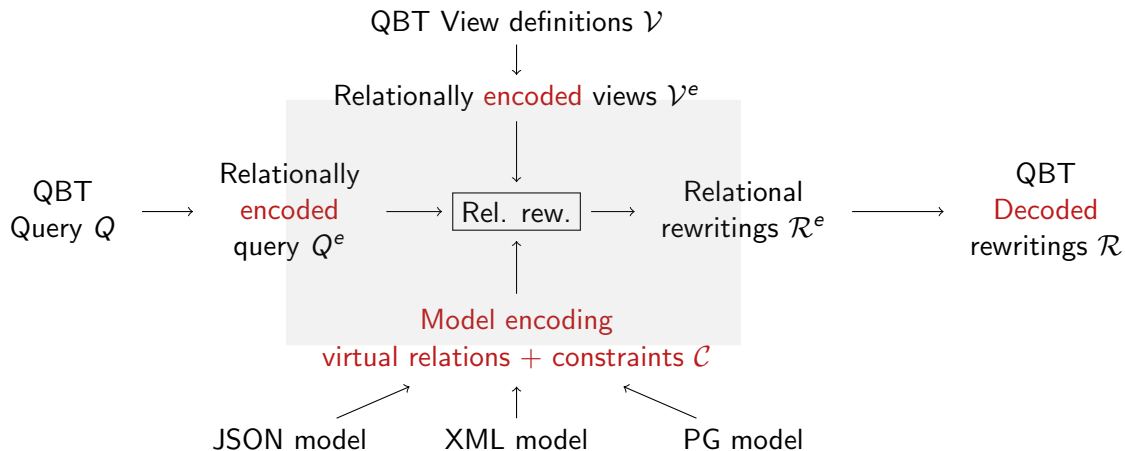 QBT View definitions 𝒱
Relationally encoded views 𝒱ᵉ
QBT
Query Q
Relationally
encoded
query Qᵉ
Rel. rew.
Relational
rewritings ℛᵉ
QBT
Decoded
rewritings ℛ
Model encoding
virtual relations + constraints 𝒞
JSON model
XML model
PG model